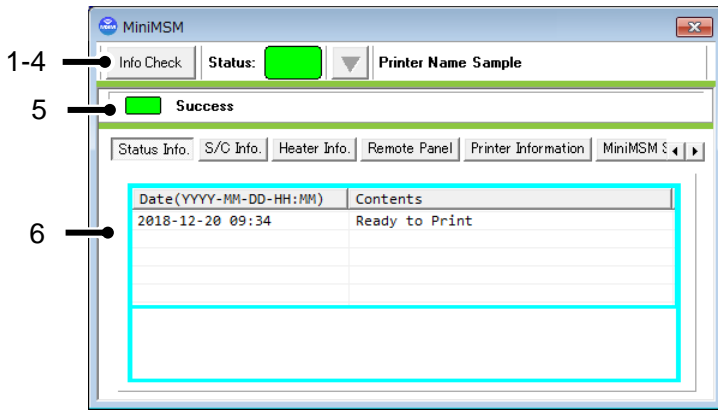 MiniMSM
1-4
Info Check
Status:
Printer Name Sample
5
Success
Status Info.
S/C Info.
Heater Info.
Remote Panel
Printer Information
MiniMSM
6
Date(YYYY-MM-DD-HH:MM)
Contents
2018-12-20 09:34
Ready to Print